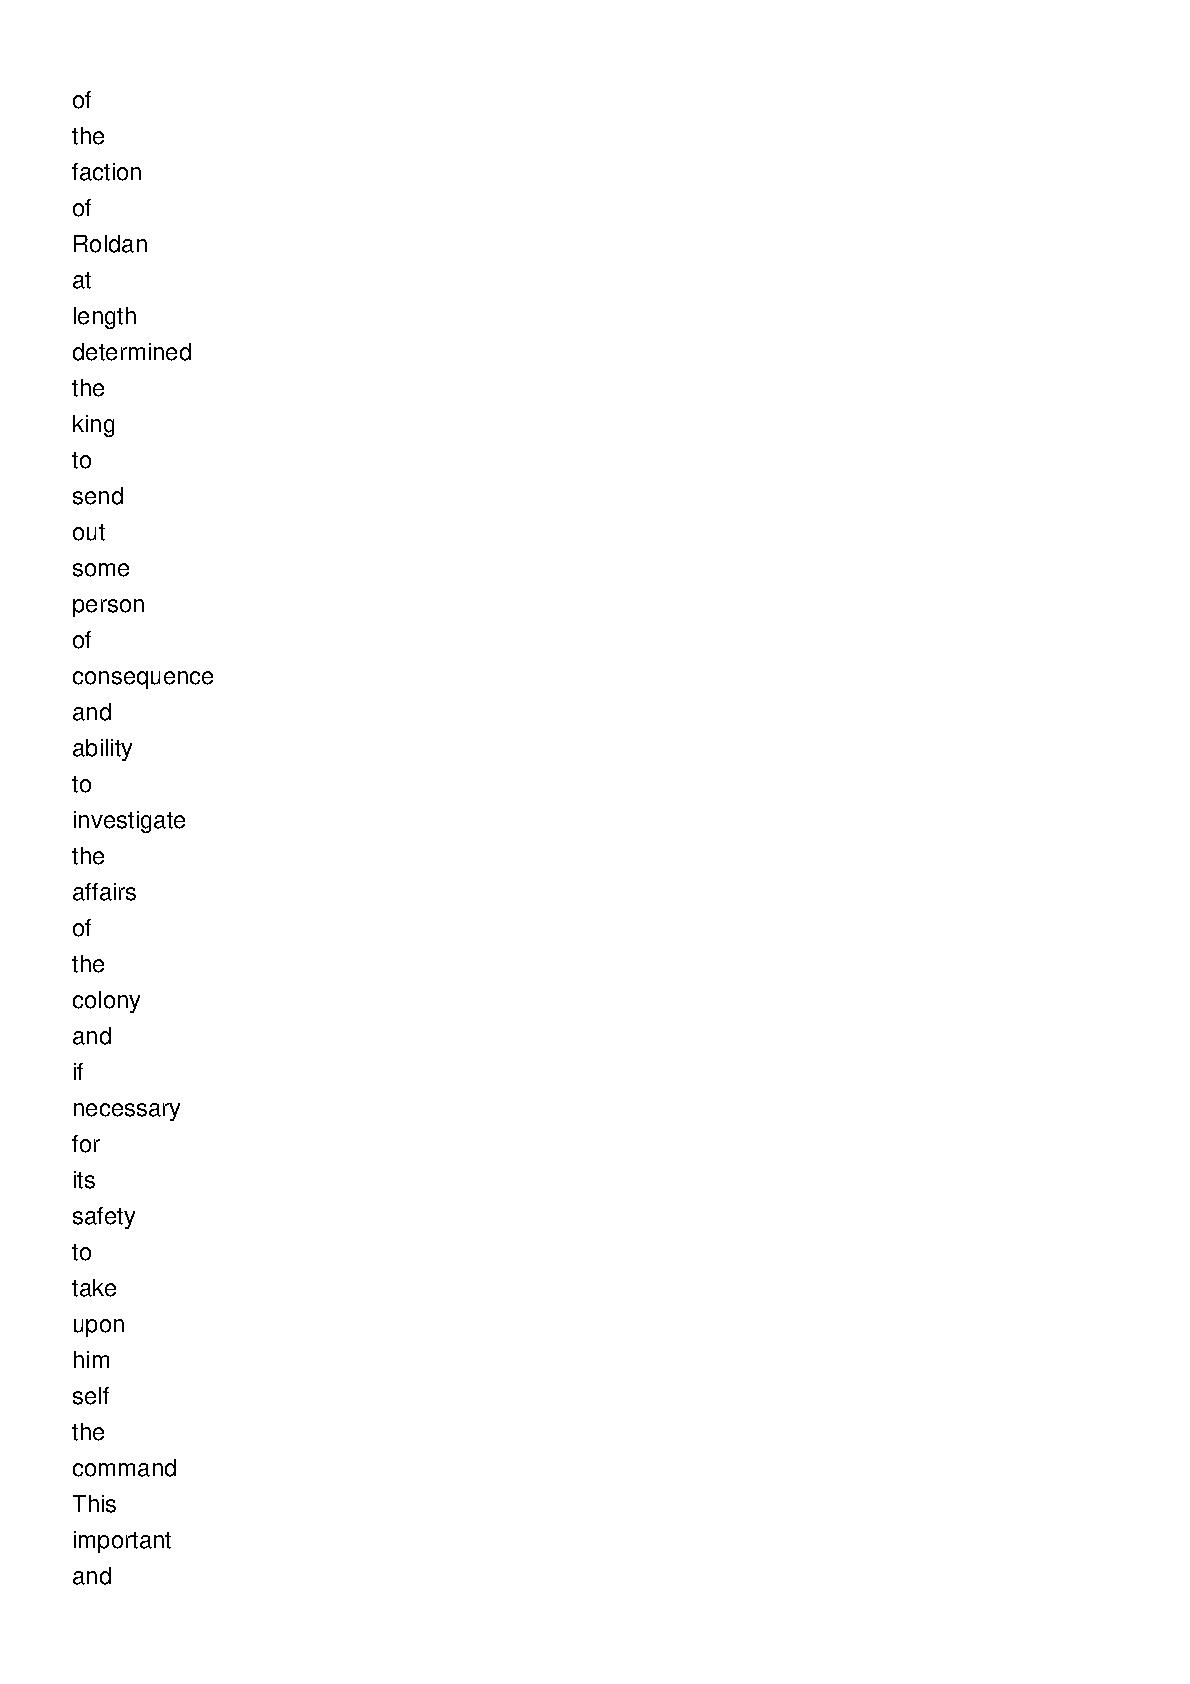 of
the
faction
of
Roldan
at
length
determined
the
king
to
send
out
some
person
of
consequence
and
ability
to
investigate
the
affairs
of
the
colony
and
if
necessary
for
its
safety
to
take
upon
him
self
the
command
This
important
and